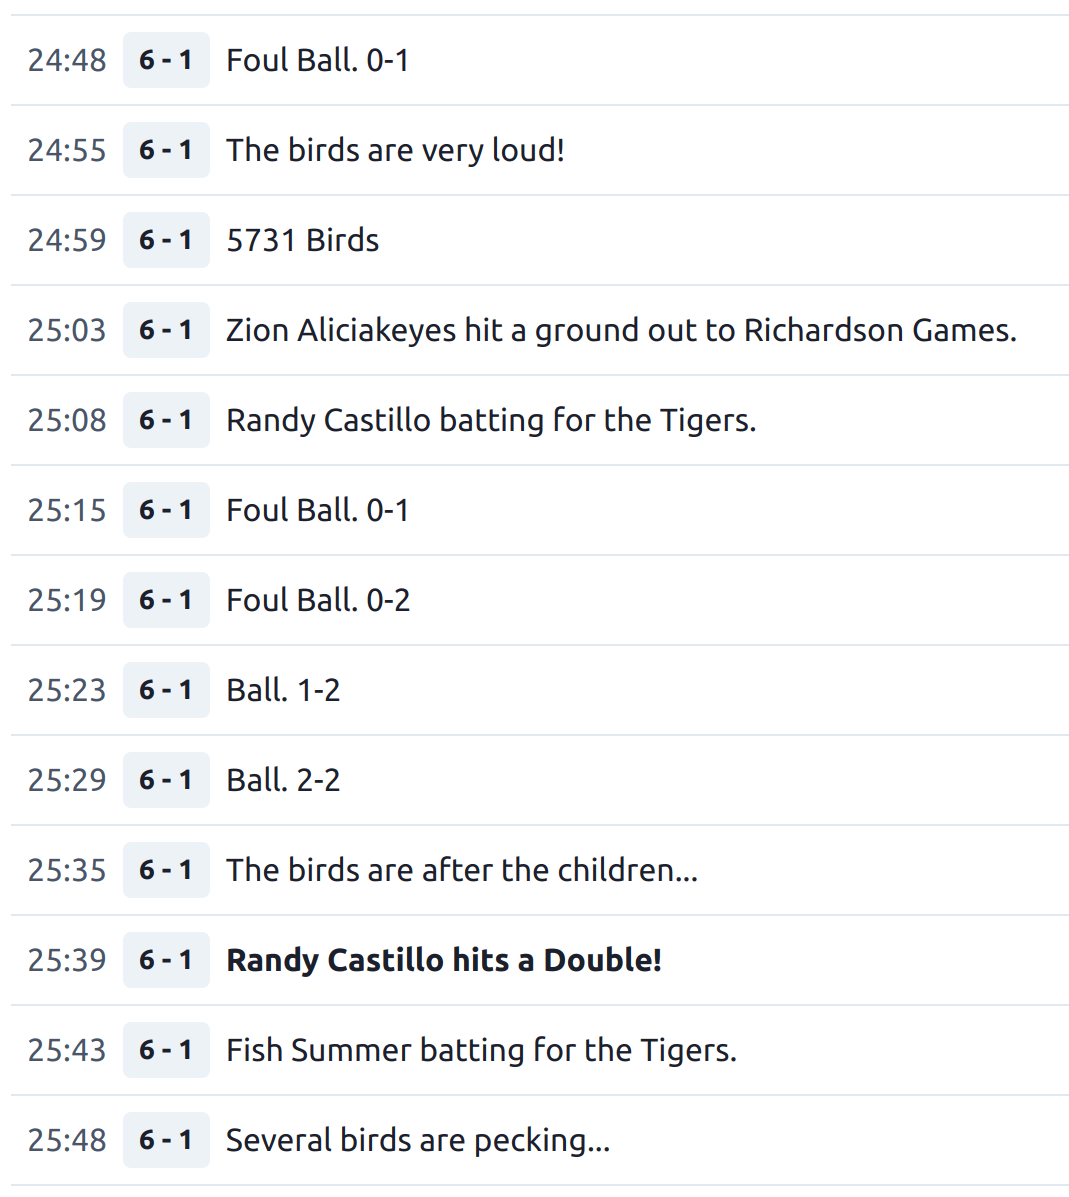 24:48 6 - 1 Foul Ball. 0-1
24:55 6 - 1 The birds are very loud!
24:59 6 - 1 5731 Birds
25:03 6 - 1 Zion Aliciakeyes hit a ground out to Richardson Games.
25:08 6 - 1 Randy Castillo batting for the Tigers.
25:15 6 - 1 Foul Ball. 0-1
25:19 6 - 1 Foul Ball. 0-2
25:23 6 - 1 Ball. 1-2
25:29 6 - 1 Ball. 2-2
25:35 6 - 1 The birds are after the children...
25:39 6 - 1 Randy Castillo hits a Double!
25:43 6 - 1 Fish Summer batting for the Tigers.
25:48 6 - 1 Several birds are pecking...